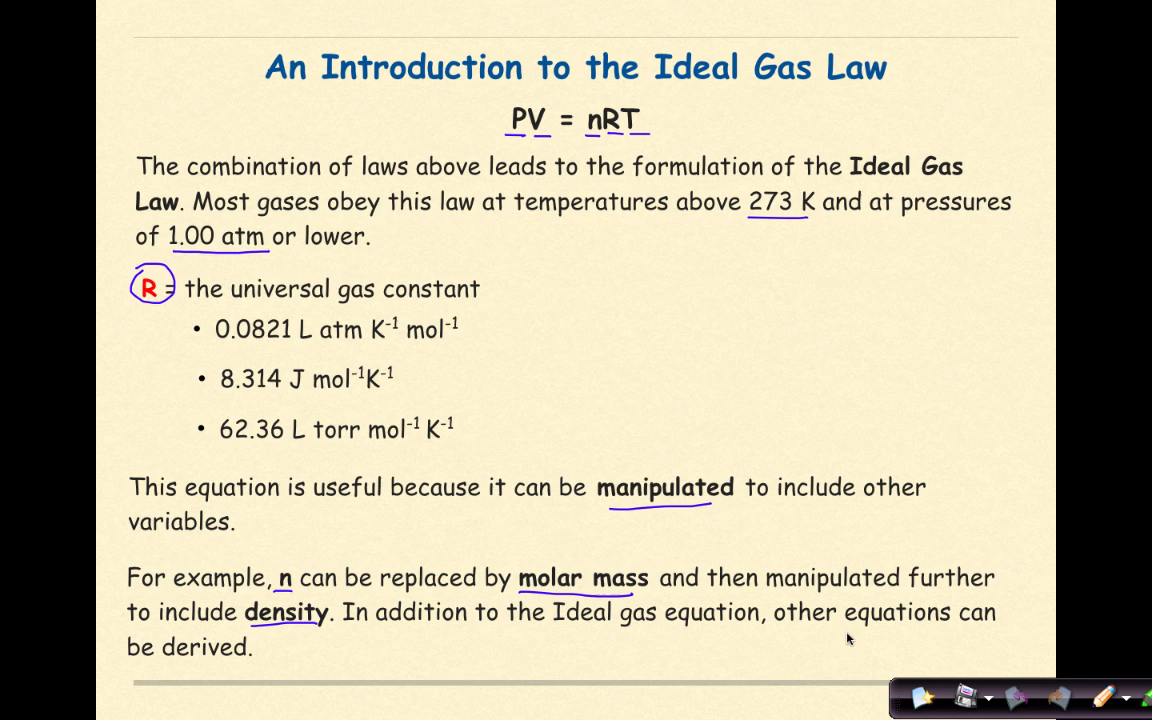 An Introduction to the Ideal Gas Law
PV = nRT
The combination of laws above leads to the formulation of the Ideal Gas
Law. Most gases obey this law at temperatures above 273 K and at pressures
of 1.00 atm or lower.
R = the universal gas constant
• 0.0821 L atm K⁻¹ mol⁻¹
• 8.314 J mol⁻¹K⁻¹
• 62.36 L torr mol⁻¹ K⁻¹
This equation is useful because it can be manipulated to include other
variables.
For example, n can be replaced by molar mass and then manipulated further
to include density. In addition to the Ideal gas equation, other equations can
be derived.